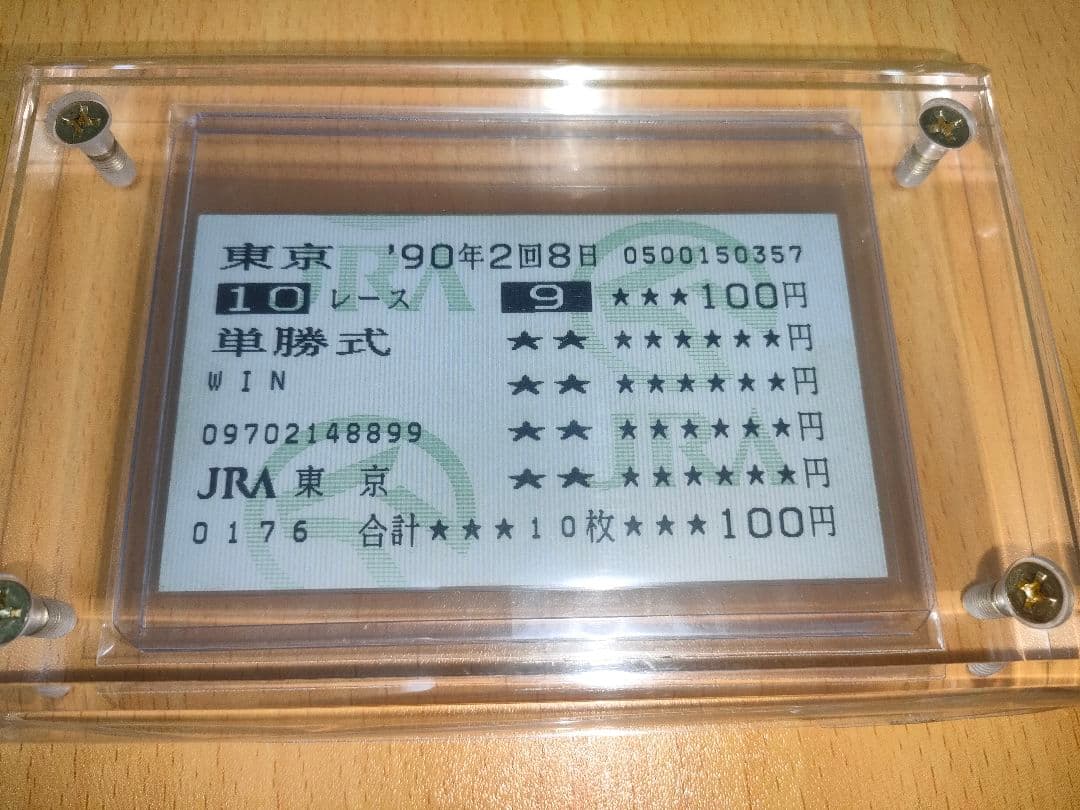 東京 '90年2回8日 0500150357
10 レース 9 ★★★100円
単勝式 ★★ ★★★★★★円
WIN ★★ ★★★★★★円
09702148899 ★★ ★★★★★★円
JRA 東京 ★★ ★★★★★★円
0176 合計★★★10枚★★★100円
JRA
JRA